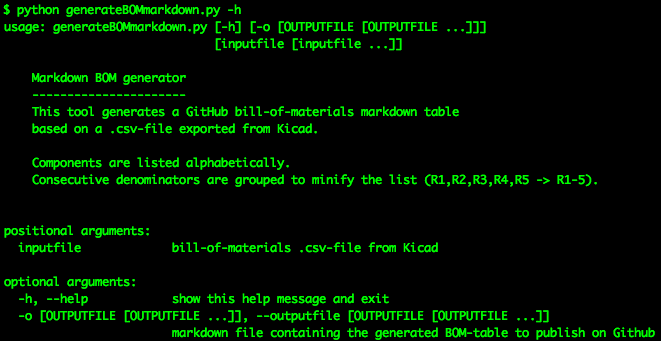 $ python generateBOMmarkdown.py -h
usage: generateBOMmarkdown.py [-h] [-o [OUTPUTFILE [OUTPUTFILE ...]]]
[inputfile [inputfile ...]]
Markdown BOM generator
----------------------
This tool generates a GitHub bill-of-materials markdown table
based on a .csv-file exported from Kicad.
Components are listed alphabetically.
Consecutive denominators are grouped to minify the list (R1,R2,R3,R4,R5 -> R1-5).
positional arguments:
inputfile bill-of-materials .csv-file from Kicad
optional arguments:
-h, --help show this help message and exit
-o [OUTPUTFILE [OUTPUTFILE ...]], --outputfile [OUTPUTFILE [OUTPUTFILE ...]]
markdown file containing the generated BOM-table to publish on Github